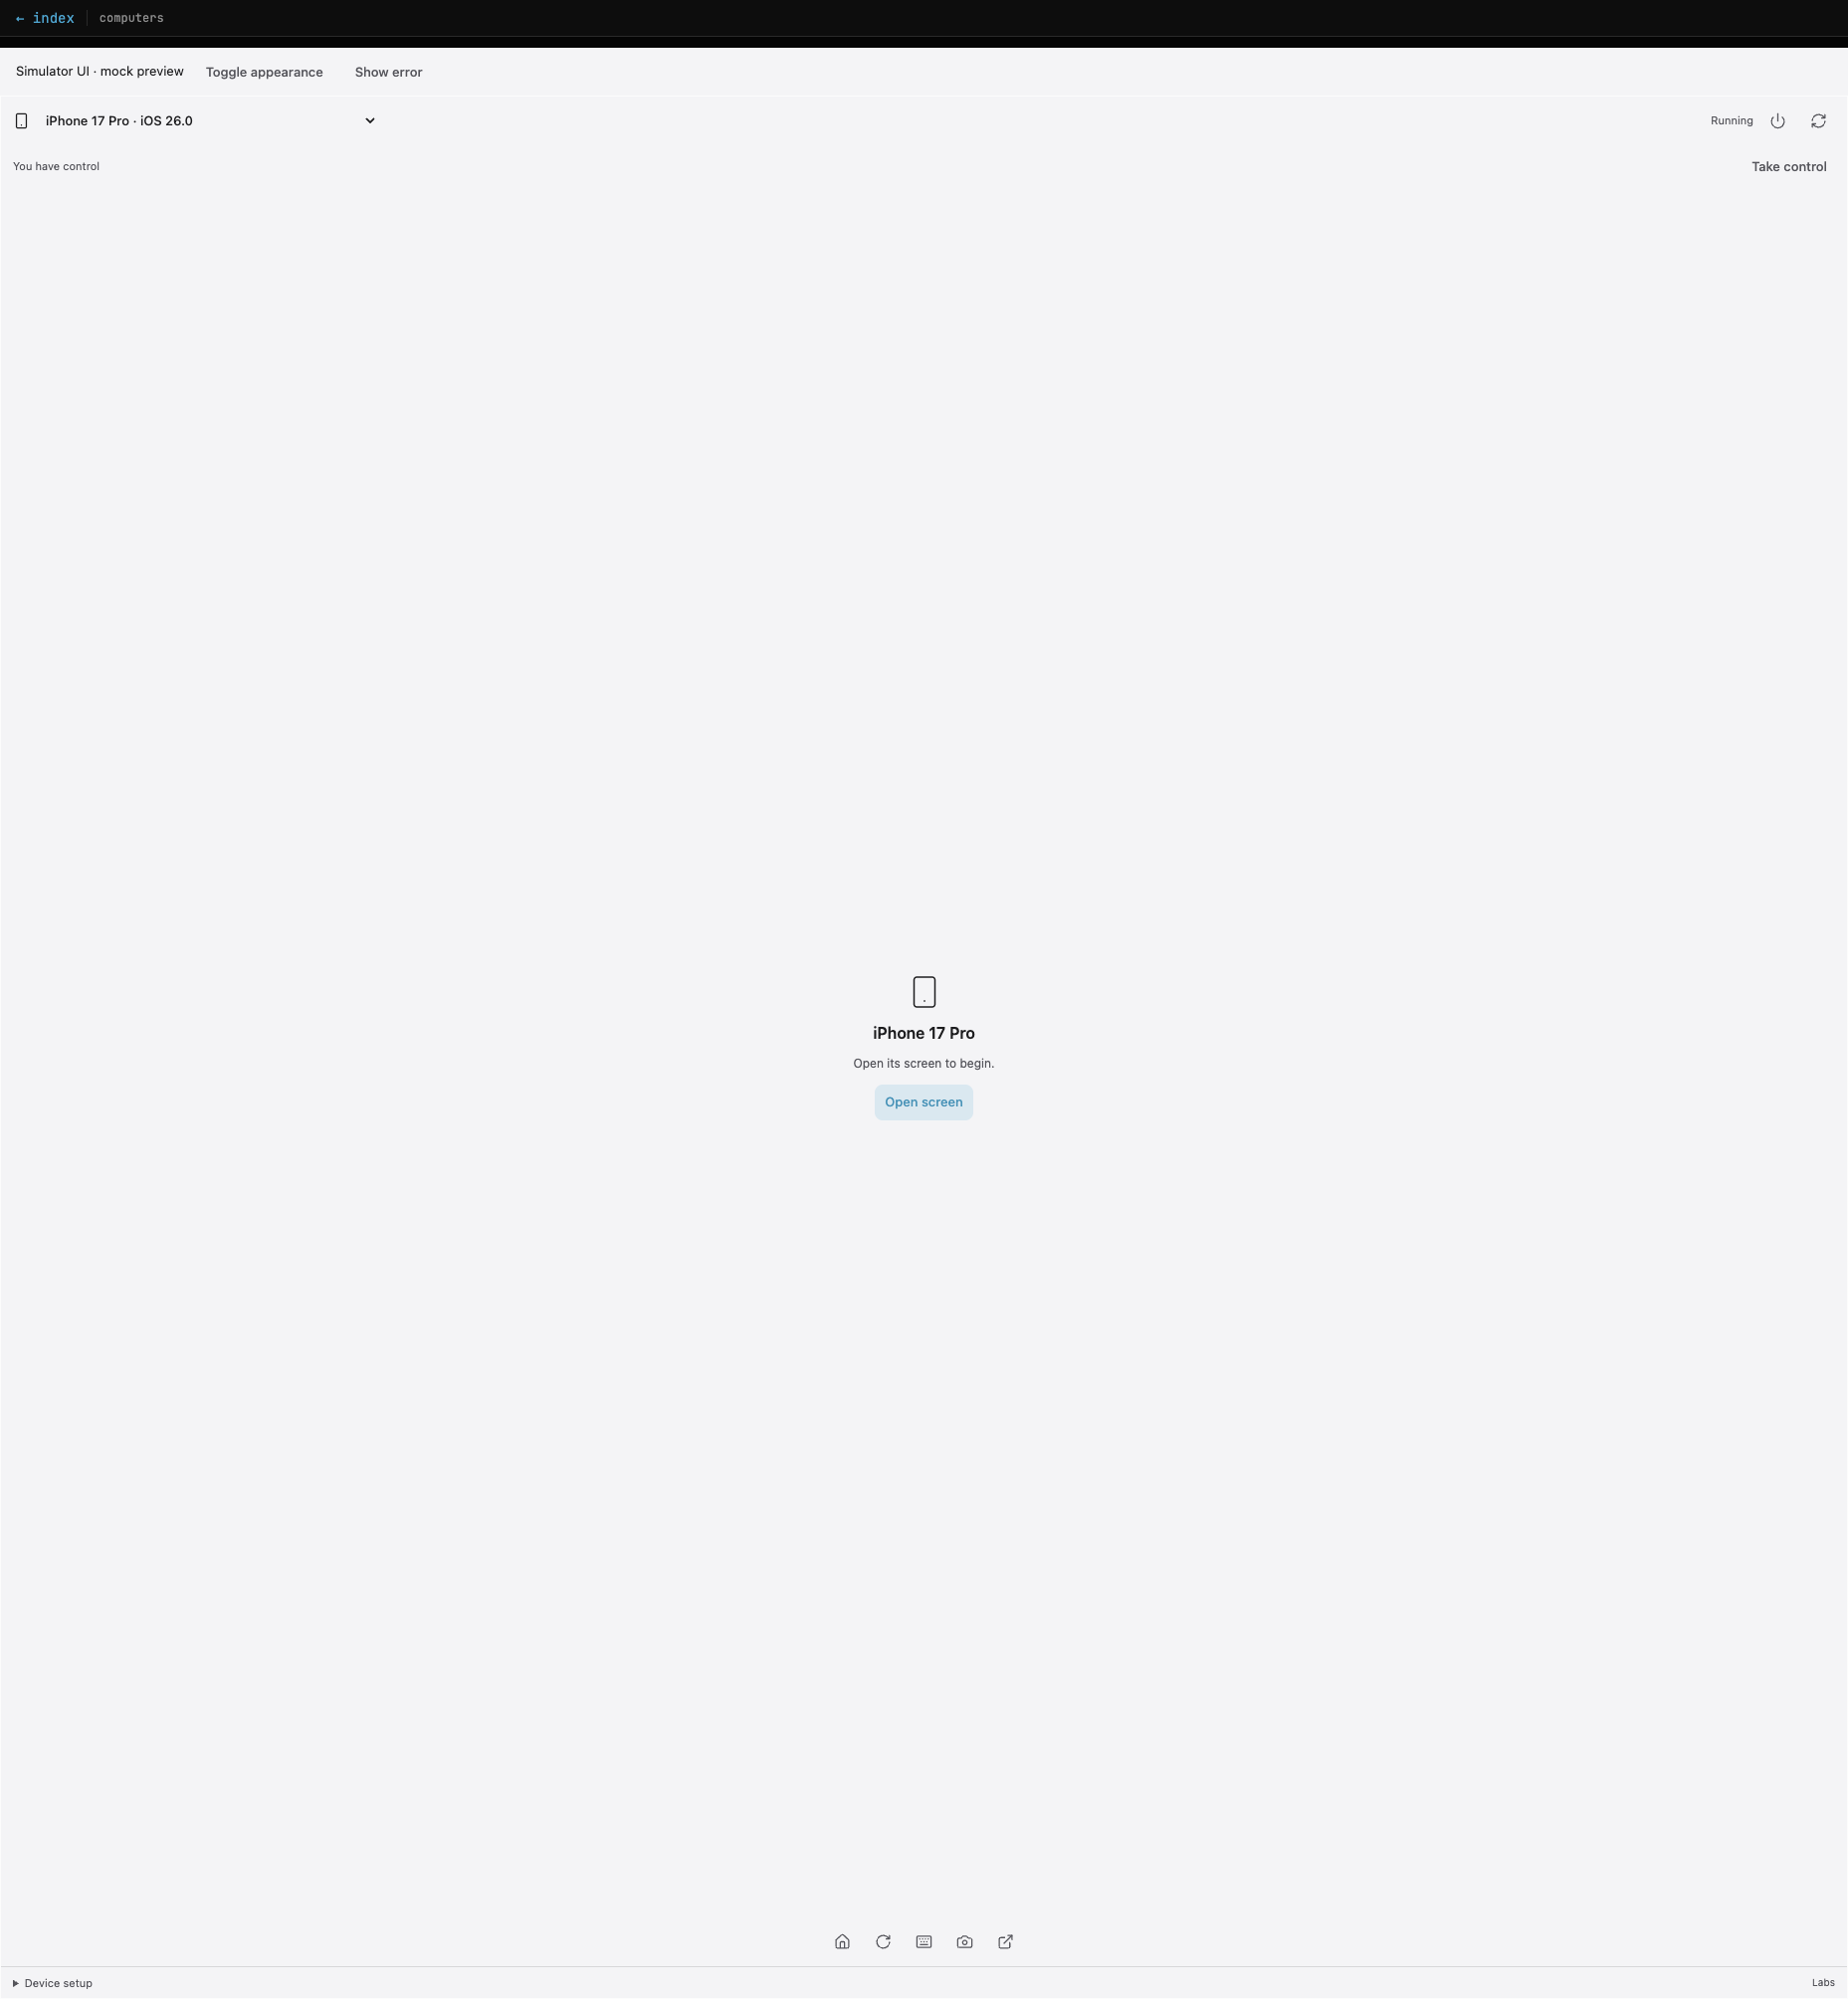 ← index
computers
Simulator UI · mock preview
Toggle appearance
Show error
iPhone 17 Pro · iOS 26.0
Running
You have control
Take control
iPhone 17 Pro
Open its screen to begin.
Open screen
Device setup
Labs